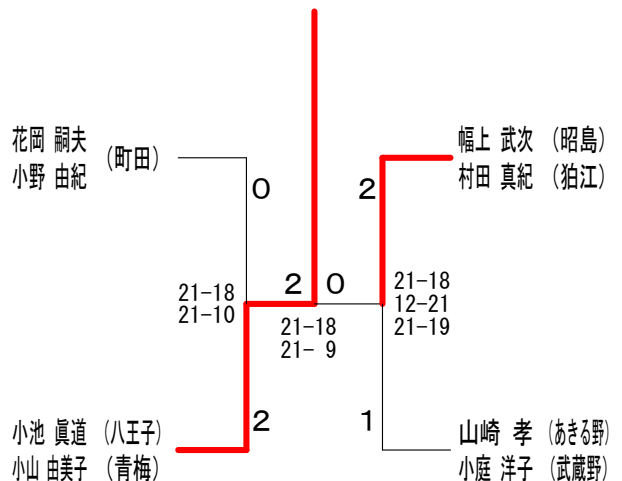 花岡 嗣夫 (町田)
小野 由紀
幅上 武次 (昭島)
村田 真紀 (狛江)
0
2
21-18
21-10
2 0
21-18
21- 9
21-18
12-21
21-19
2
1
小池 眞道 (八王子)
小山 由美子 (青梅)
山崎 孝 (あきる野)
小庭 洋子 (武蔵野)